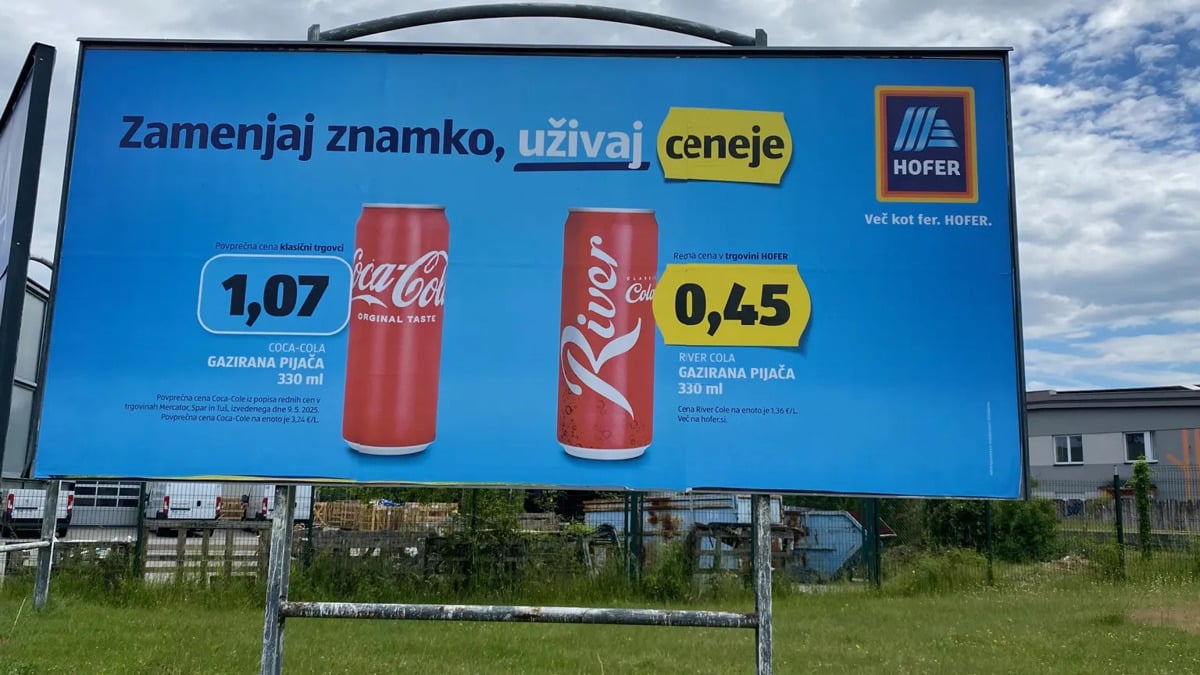 Zamenjaj znamko, uživaj ceneje
HOFER
Več kot fer. HOFER.
Povprečna cena klasični trgovci
1,07
COCA-COLA
GAZIRANA PIJAČA
330 ml
Povprečna cena Coca-Cole iz popisa rednih cen v
trgovinah Mercator, Spar in Tuš, izvedenega dne 9. 5. 2025.
Povprečna cena Coca-Cole na enoto je 3,24 €/L.
Coca-Cola
ORGINAL TASTE
River
CLASSIC
Cola
Redna cena v trgovini HOFER
0,45
RIVER COLA
GAZIRANA PIJAČA
330 ml
Cena River Cole na enoto je 1,36 €/L.
Več na hofer.si.